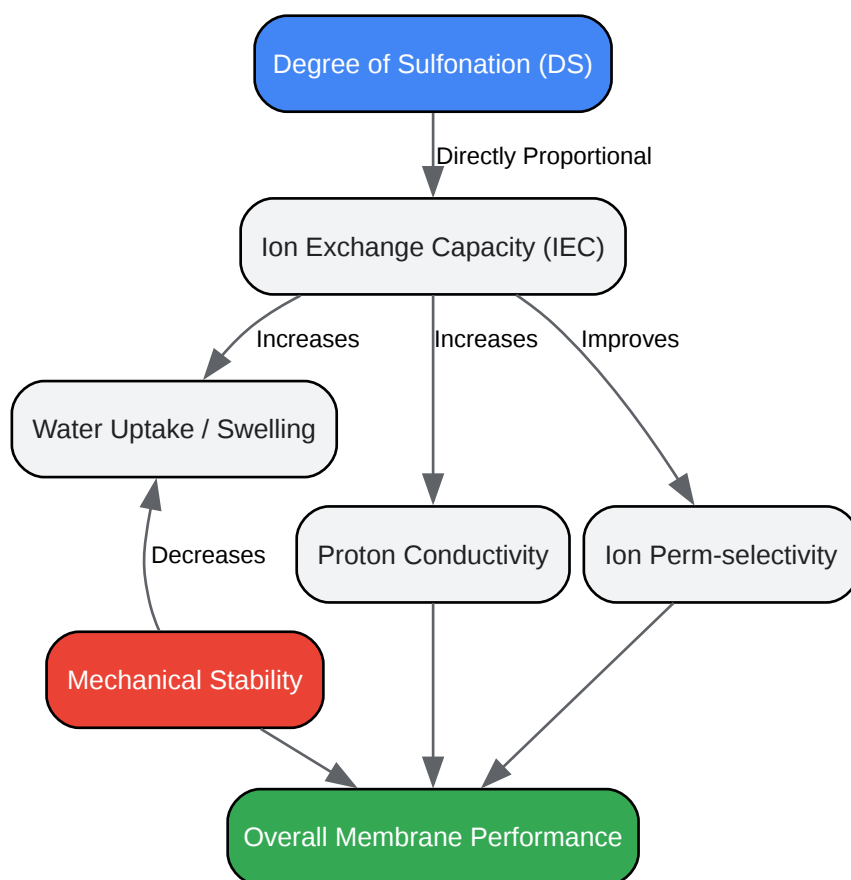 Degree of Sulfonation (DS)
Directly Proportional
Ion Exchange Capacity (IEC)
Increases
Increases
Improves
Water Uptake / Swelling
Proton Conductivity
Ion Perm-selectivity
Decreases
Mechanical Stability
Overall Membrane Performance